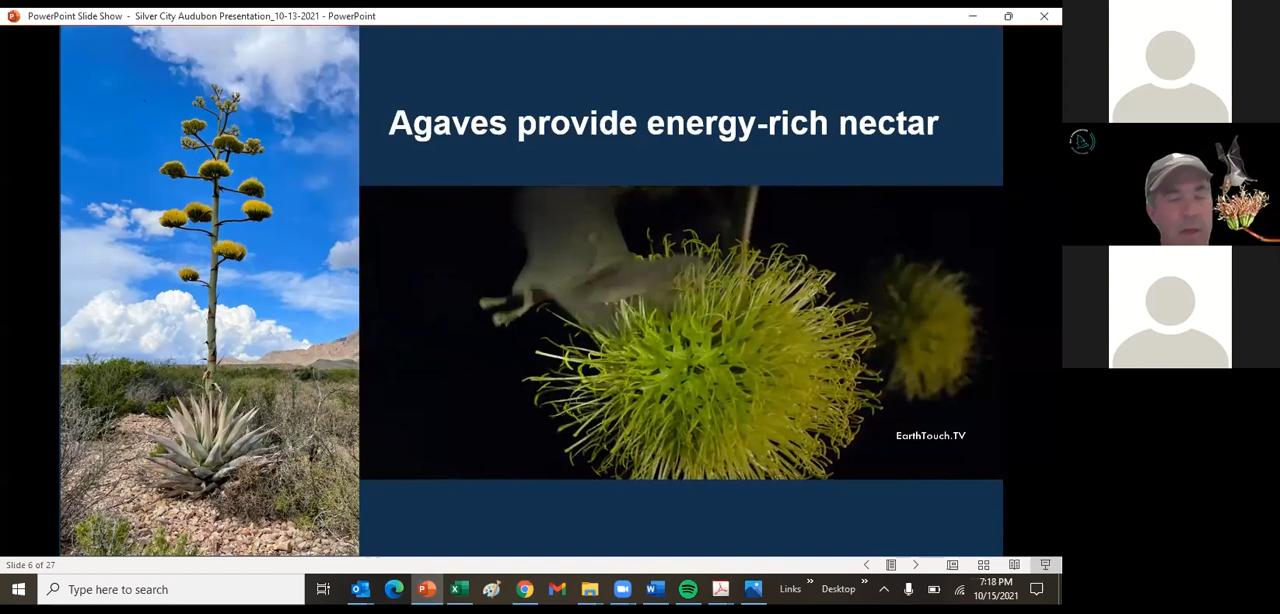 PowerPoint Slide Show - Silver City Audubon Presentation_10-13-2021 - PowerPoint
Agaves provide energy-rich nectar
EarthTouch.TV
Slide 6 of 27
Type here to search
Links
Desktop
7:18 PM
10/15/2021